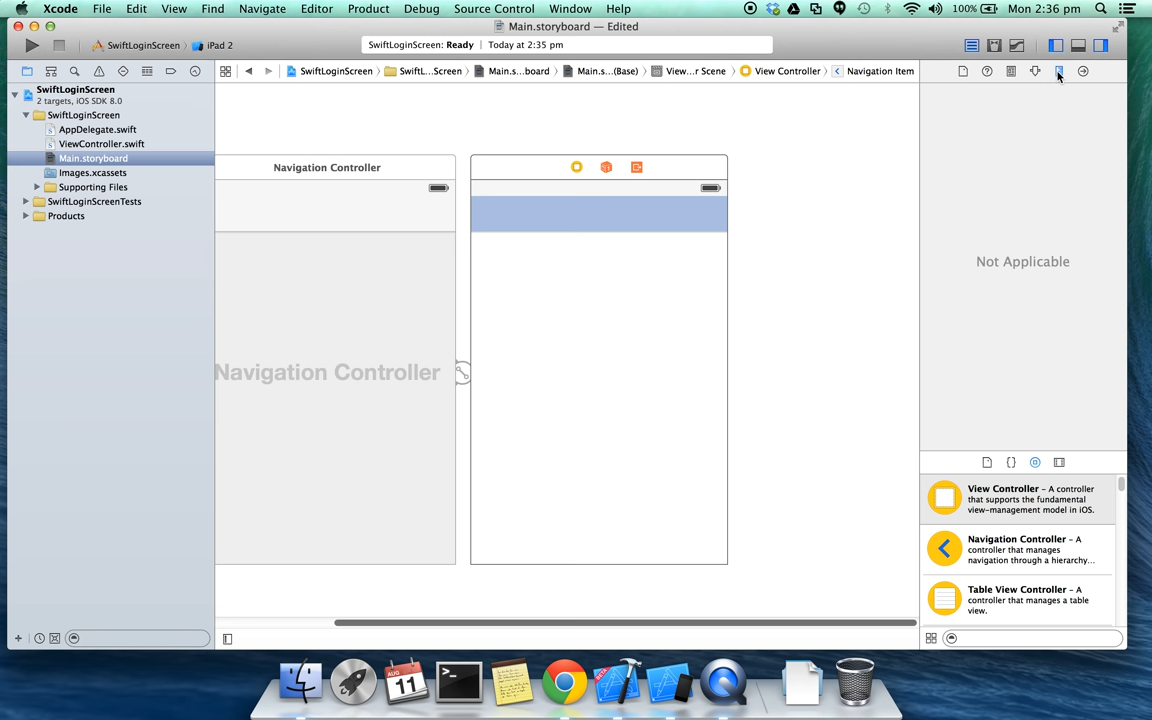 Xcode File Edit View Find Navigate Editor Product Debug Source Control Window Help 100% Mon 2:36 pm
Main.storyboard — Edited
SwiftLoginScreen iPad 2 SwiftLoginScreen: Ready Today at 2:35 pm
SwiftLoginScreen SwiftL...Screen Main.s...board Main.s...(Base) View...r Scene View Controller Navigation Item
SwiftLoginScreen
2 targets, iOS SDK 8.0
SwiftLoginScreen
AppDelegate.swift
ViewController.swift
Main.storyboard
Images.xcassets
Supporting Files
SwiftLoginScreenTests
Products
Navigation Controller
Navigation Controller
Not Applicable
View Controller – A controller
that supports the fundamental
view-management model in iOS.
Navigation Controller – A
controller that manages
navigation through a hierarchy...
Table View Controller – A
controller that manages a table
view.
AUG
11
BETA